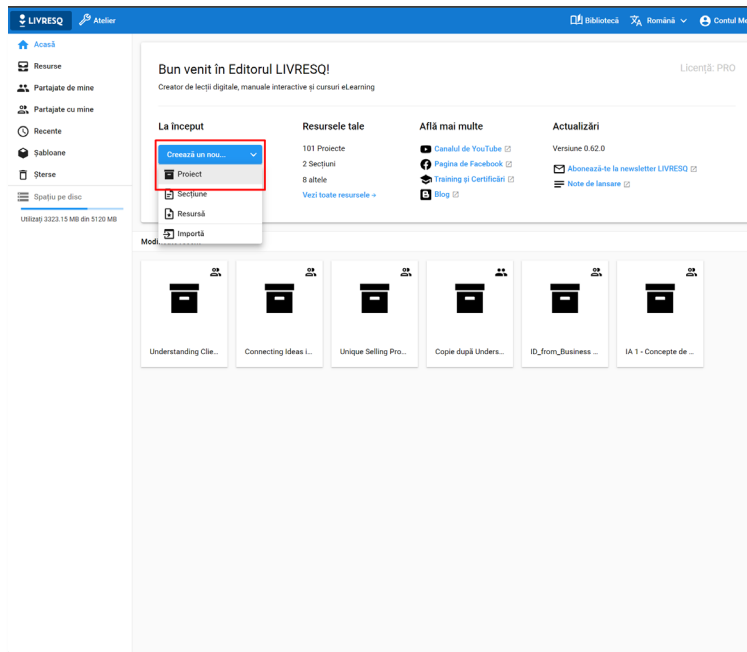 LIVRESQ Atelier Bibliotecă Română Contul Me
Acasă
Resurse
Partajate de mine
Partajate cu mine
Recente
Șabloane
Șterse
Spațiu pe disc
Utilizați 3323.15 MB din 5120 MB
Bun venit în Editorul LIVRESQ!
Licență: PRO
Creator de lecții digitale, manuale interactive și cursuri eLearning
La început
Creează un nou...
Proiect
Secțiune
Resursă
Importă
Resursele tale
101 Proiecte
2 Secțiuni
8 altele
Vezi toate resursele →
Află mai multe
Canalul de YouTube
Pagina de Facebook
Training și Certificări
Blog
Actualizări
Versiune 0.62.0
Abonează-te la newsletter LIVRESQ
Note de lansare
Understanding Clie...
Connecting Ideas i...
Unique Selling Pro...
Copie după Unders...
ID_from_Business ...
IA 1 - Concepte de ...